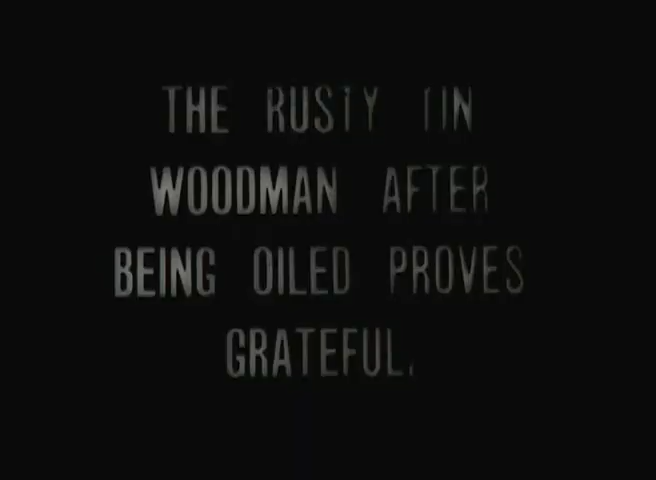 THE RUSTY TIN
WOODMAN AFTER
BEING OILED PROVES
GRATEFUL.